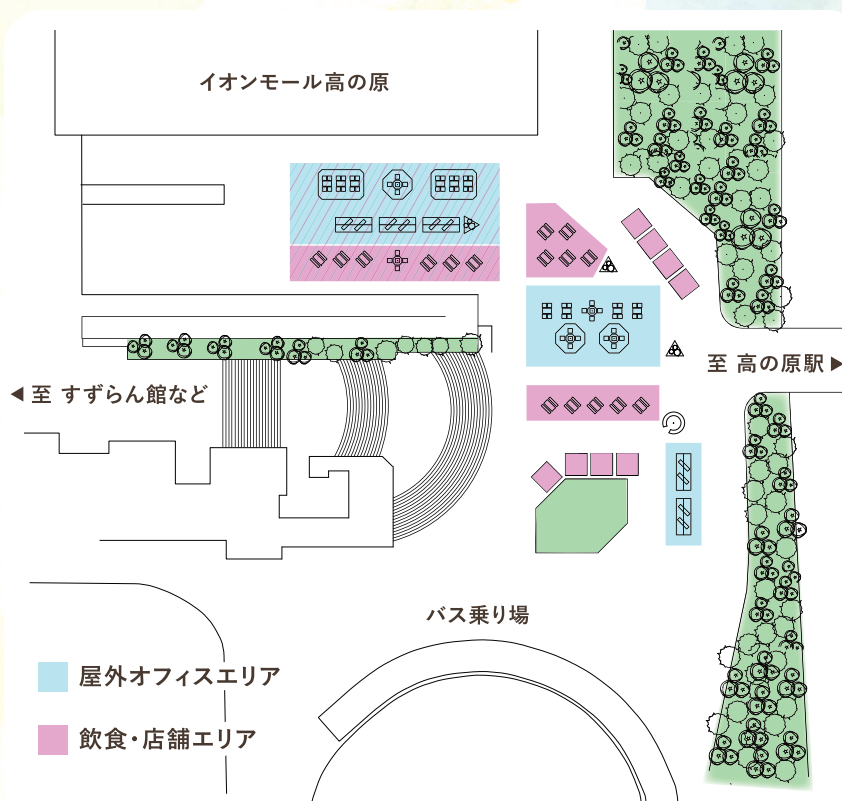 イオンモール高の原
至 高の原駅▶
◀至 すずらん館など
バス乗り場
屋外オフィスエリア
飲食・店舗エリア